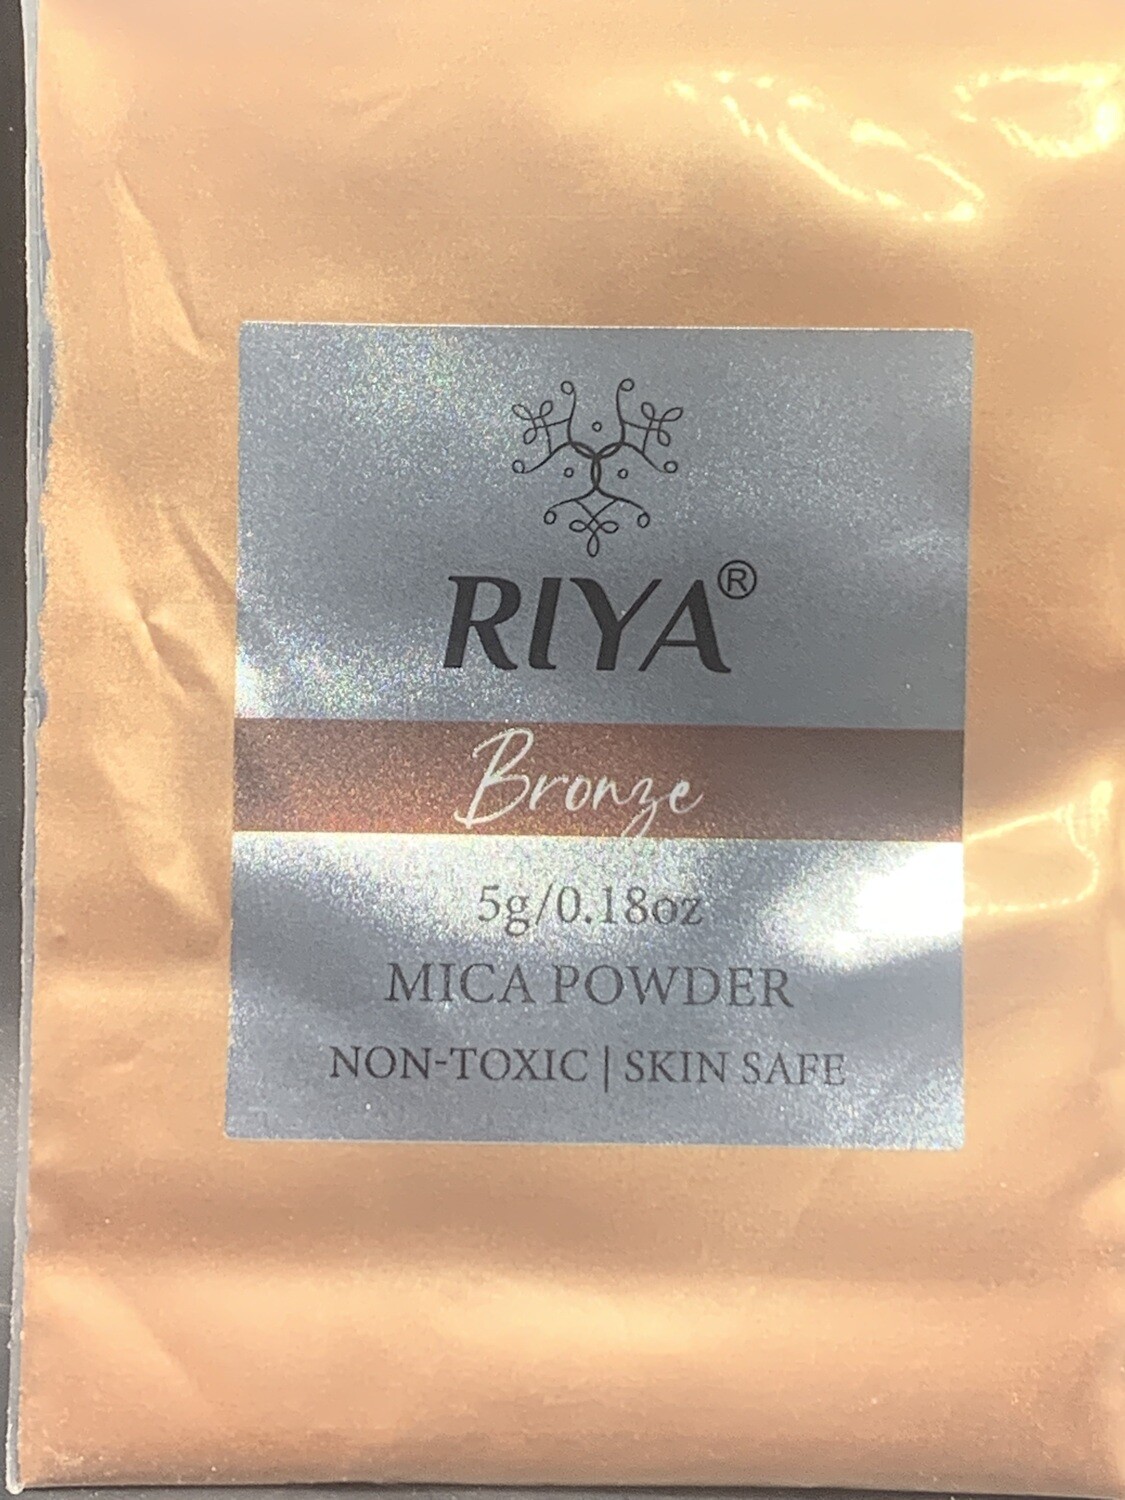 RIYA®
Bronze
5g/0.18oz
MICA POWDER
NON-TOXIC | SKIN SAFE